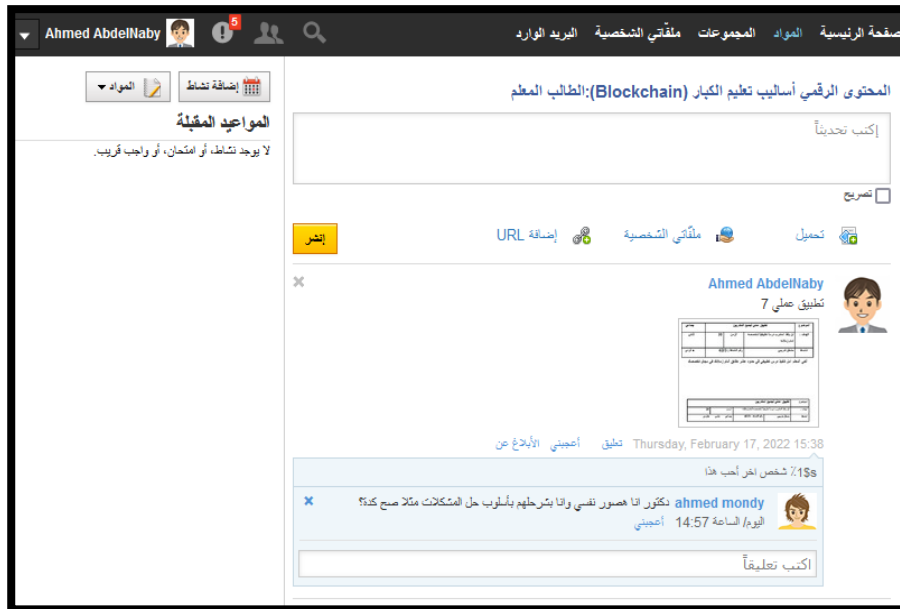 صفحة الرئيسية المواد المجموعات ملفّاتي الشخصية البريد الوارد
5 Ahmed AbdelNaby
المحتوى الرقمي أساليب تعليم الكبار (Blockchain):الطالب المعلم
إكتب تحديثاً
تصريح
تحميل ملفّاتي الشخصية إضافة URL إنشر
Ahmed AbdelNaby
تطبيق عملي 7
Thursday, February 17, 2022 15:38 تعليق أعجبني الأبلاغ عن
1$s٪ شخص اخر أحب هذا
ahmed mondy دكتور انا هصور نفسي وانا بشرحلهم بأسلوب حل المشكلات مثلا صح كدة؟
اليوم/ الساعة 14:57 أعجبني
اكتب تعليقاً
إضافة نشاط المواد
المواعيد المقبلة
لا يوجد نشاط، أو امتحان، أو واجب قريب.